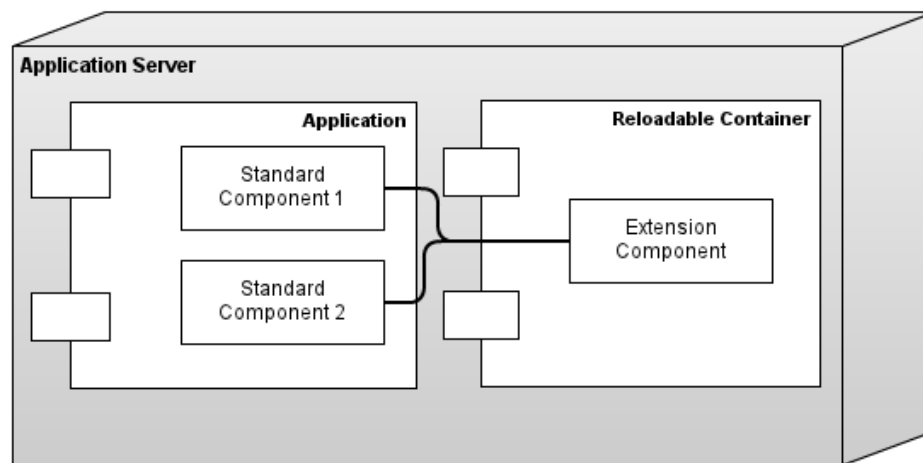 Application Server
Application
Standard
Component 1
Standard
Component 2
Reloadable Container
Extension
Component